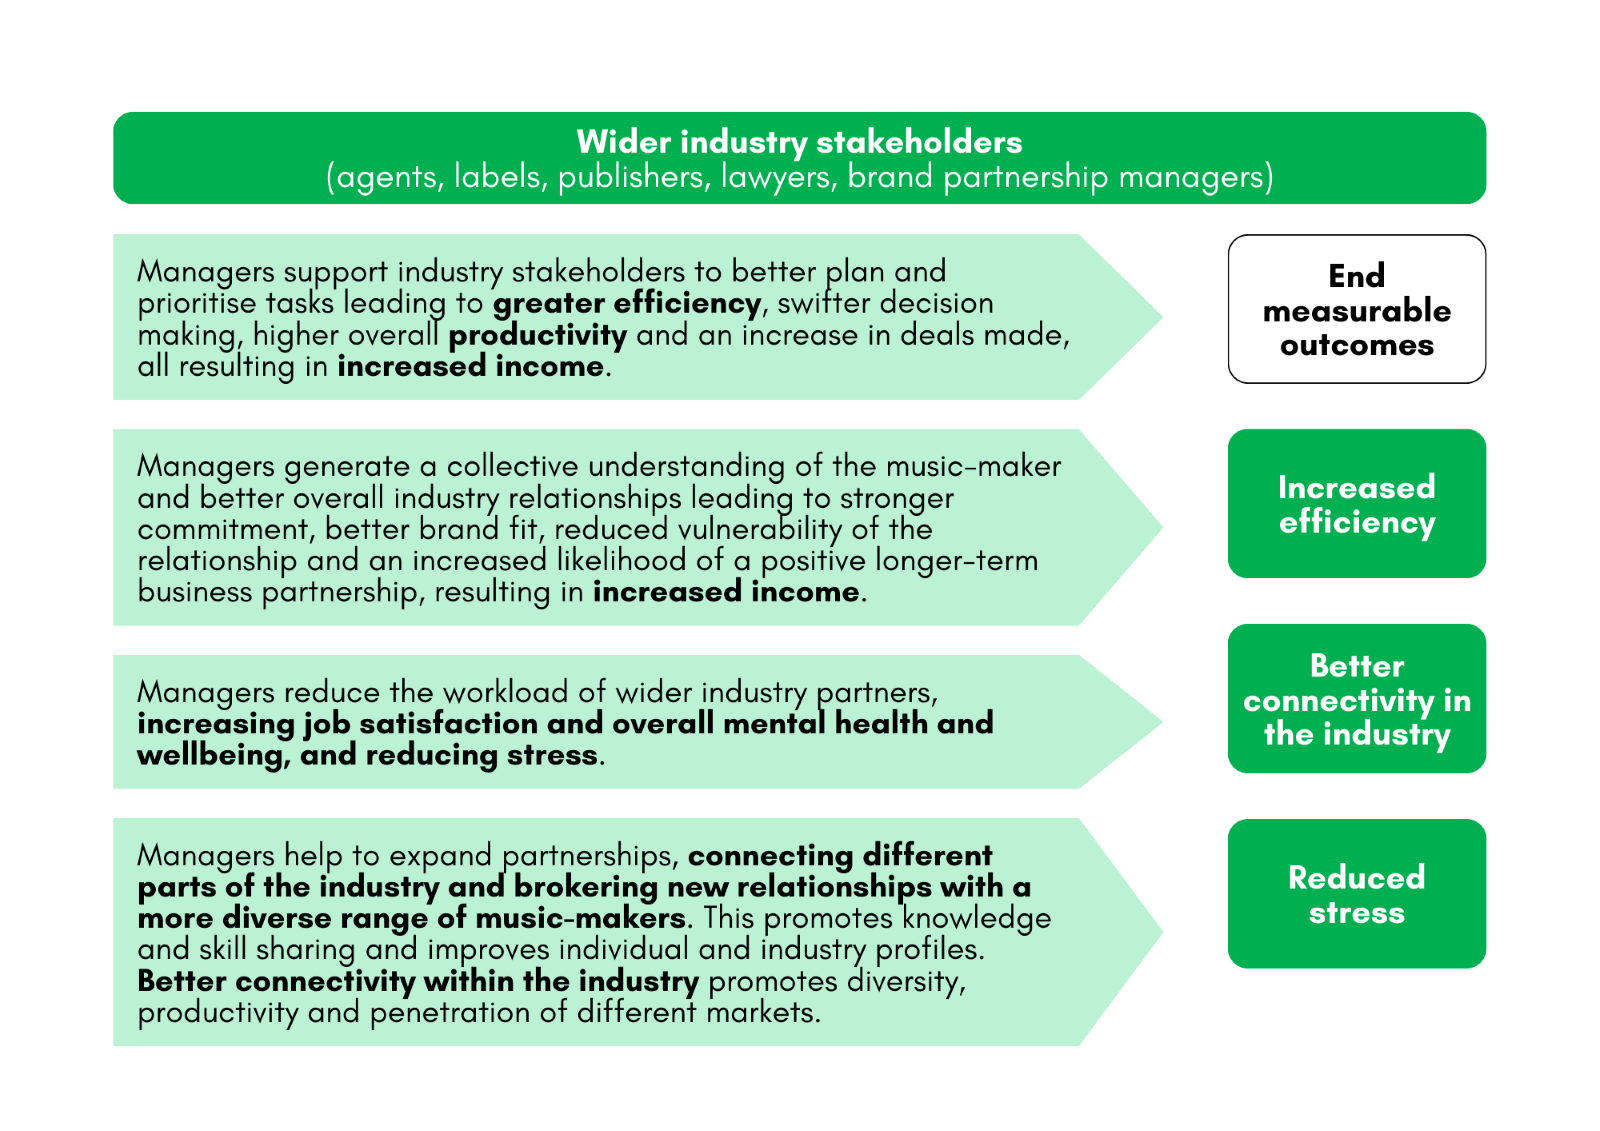 Wider industry stakeholders
(agents, labels, publishers, lawyers, brand partnership managers)
Managers support industry stakeholders to better plan and
prioritise tasks leading to greater efficiency, swifter decision
making, higher overall productivity and an increase in deals made,
all resulting in increased income.
Managers generate a collective understanding of the music-maker
and better overall industry relationships leading to stronger
commitment, better brand fit, reduced vulnerability of the
relationship and an increased likelihood of a positive longer-term
business partnership, resulting in increased income.
Managers reduce the workload of wider industry partners,
increasing job satisfaction and overall mental health and
wellbeing, and reducing stress.
Managers help to expand partnerships, connecting different
parts of the industry and brokering new relationships with a
more diverse range of music-makers. This promotes knowledge
and skill sharing and improves individual and industry profiles.
Better connectivity within the industry promotes diversity,
productivity and penetration of different markets.
End
measurable
outcomes
Increased
efficiency
Better
connectivity in
the industry
Reduced
stress